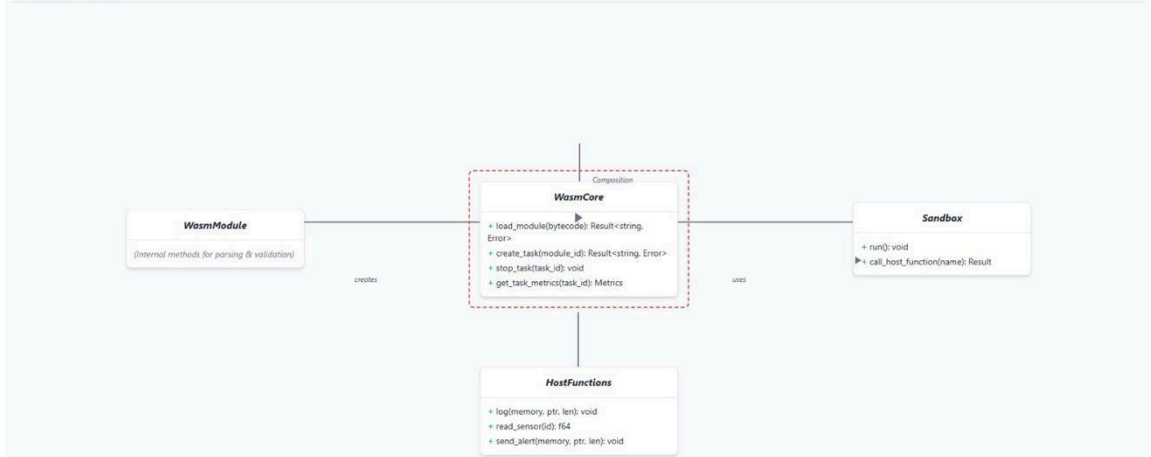 Composition
WasmCore
+ load_module(bytecode): Result<string,
Error>
+ create_task(module_id): Result<string, Error>
+ stop_task(task_id): void
+ get_task_metrics(task_id): Metrics
WasmModule
(Internal methods for parsing & validation)
Sandbox
+ run(): void
+ call_host_function(name): Result
creates
uses
HostFunctions
+ log(memory, ptr, len): void
+ read_sensor(id): f64
+ send_alert(memory, ptr, len): void